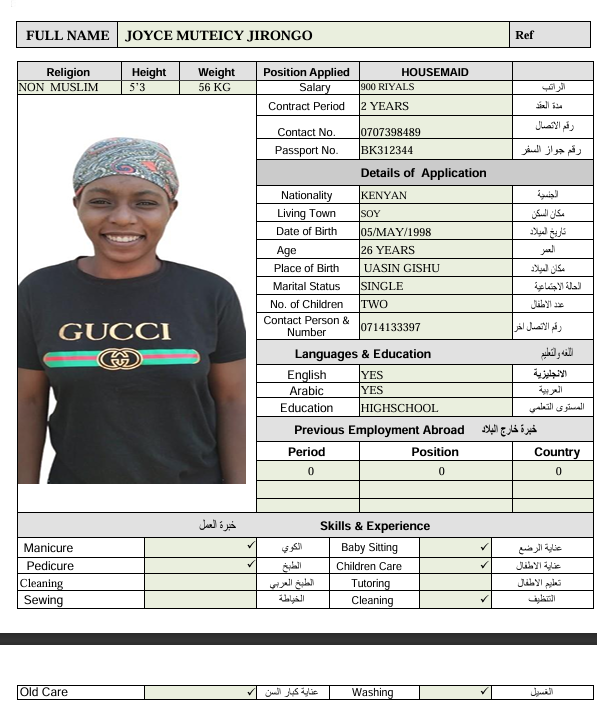 FULL NAME JOYCE MUTEICY JIRONGO Ref
Religion Height Weight Position Applied HOUSEMAID
NON MUSLIM 5'3 56 KG Salary 900 RIYALS الراتب
Contract Period 2 YEARS مدة العقد
Contact No. 0707398489 رقم الاتصال
Passport No. BK312344 رقم جواز السفر
Details of Application
Nationality KENYAN الجنسية
Living Town SOY مكان السكن
Date of Birth 05/MAY/1998 تاريخ الميلاد
Age 26 YEARS العمر
Place of Birth UASIN GISHU مكان الميلاد
Marital Status SINGLE الحالة الاجتماعية
No. of Children TWO عدد الاطفال
Contact Person & Number 0714133397 رقم الاتصال اخر
GUCCI
Languages & Education اللغه والتعليم
English YES الانجليزية
Arabic YES العربية
Education HIGHSCHOOL المستوى التعلمي
Previous Employment Abroad خبرة خارج البلاد
Period Position Country
0 0 0
خبرة العمل Skills & Experience
Manicure ✓ الكوي Baby Sitting ✓ عناية الرضع
Pedicure ✓ الطبخ Children Care ✓ عناية الاطفال
Cleaning الطبخ العربي Tutoring تعليم الاطفال
Sewing الخياطة Cleaning ✓ التنظيف
Old Care ✓ عناية كبار السن Washing ✓ الغسيل